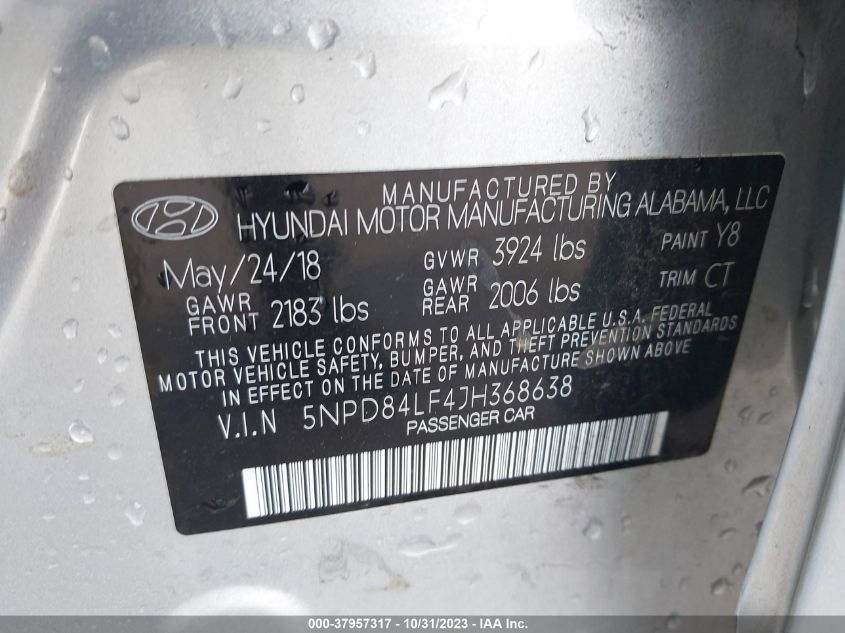 MANUFACTURED BY
HYUNDAI MOTOR MANUFACTURING ALABAMA, LLC
May/24/18 GVWR 3924 lbs PAINT Y8
GAWR FRONT 2183 lbs GAWR REAR 2006 lbs TRIM CT
THIS VEHICLE CONFORMS TO ALL APPLICABLE U.S.A. FEDERAL
MOTOR VEHICLE SAFETY, BUMPER, AND THEFT PREVENTION STANDARDS
IN EFFECT ON THE DATE OF MANUFACTURE SHOWN ABOVE
V.I.N 5NPD84LF4JH368638
PASSENGER CAR
000-37957317 - 10/31/2023 - IAA Inc.